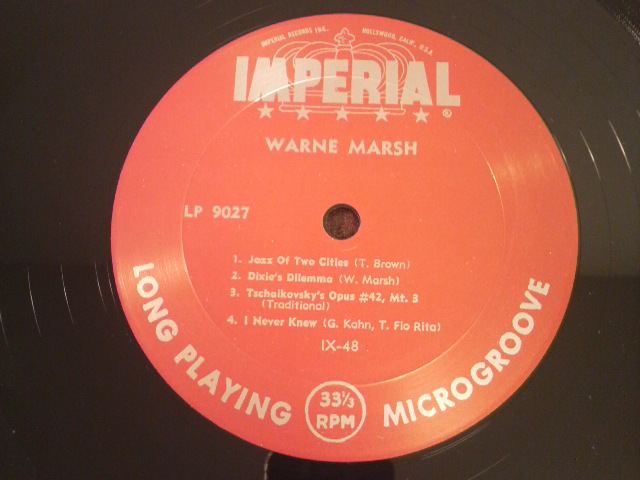 IMPERIAL RECORDS INC. HOLLYWOOD, CALIF., U.S.A.
IMPERIAL
®
WARNE MARSH
LP 9027
1. Jazz Of Two Cities (T. Brown)
2. Dixie's Dilemma (W. Marsh)
3. Tschaikovsky's Opus #42, Mt. 3
(Traditional)
4. I Never Knew (G. Kahn, T. Flo Rita)
IX-48
LONG PLAYING
33⅓
RPM
MICROGROOVE